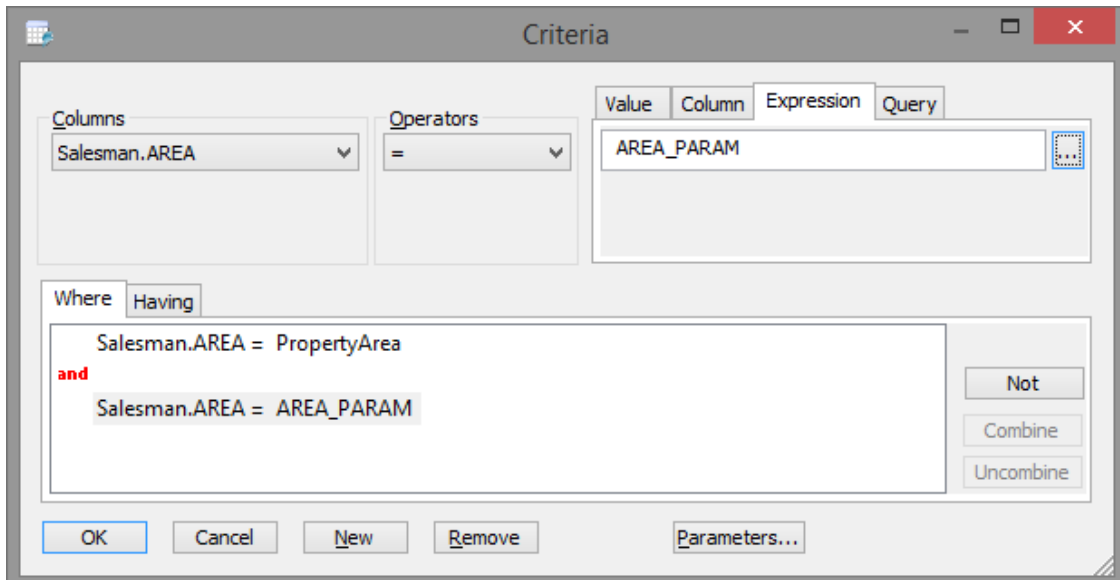 Criteria
Value Column Expression Query
Columns Operators
Salesman.AREA = AREA_PARAM ...
Where Having
Salesman.AREA = PropertyArea
and
Salesman.AREA = AREA_PARAM
Not
Combine
Uncombine
OK Cancel New Remove Parameters...